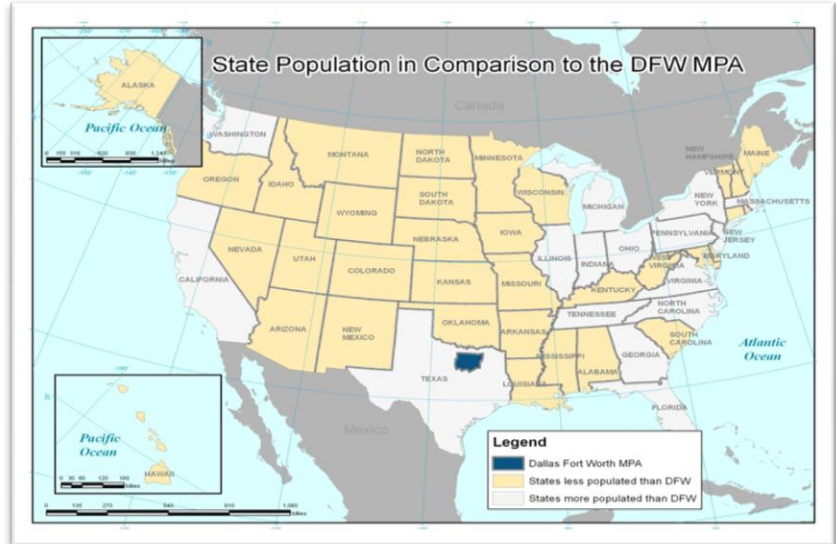 State Population in Comparison to the DFW MPA
ALASKA
Pacific Ocean
Canada
WASHINGTON
MONTANA
NORTH
DAKOTA
MINNESOTA
NEW
HAMPSHIRE
MAINE
VERMONT
OREGON
IDAHO
SOUTH
DAKOTA
WISCONSIN
MICHIGAN
NEW
YORK
MASSACHUSETTS
WYOMING
IOWA
PENNSYLVANIA
NEW
JERSEY
NEVADA
UTAH
NEBRASKA
ILLINOIS
INDIANA
OHIO
MARYLAND
WEST
VIRGINIA
CALIFORNIA
COLORADO
KANSAS
MISSOURI
KENTUCKY
VIRGINIA
TENNESSEE
NORTH
CAROLINA
ARIZONA
NEW
MEXICO
OKLAHOMA
ARKANSAS
SOUTH
CAROLINA
Atlantic
Ocean
MISSISSIPPI
ALABAMA
GEORGIA
TEXAS
LOUISIANA
FLORIDA
Mexico
Pacific
Ocean
HAWAII
Legend
Dallas Fort Worth MPA
States less populated than DFW
States more populated than DFW